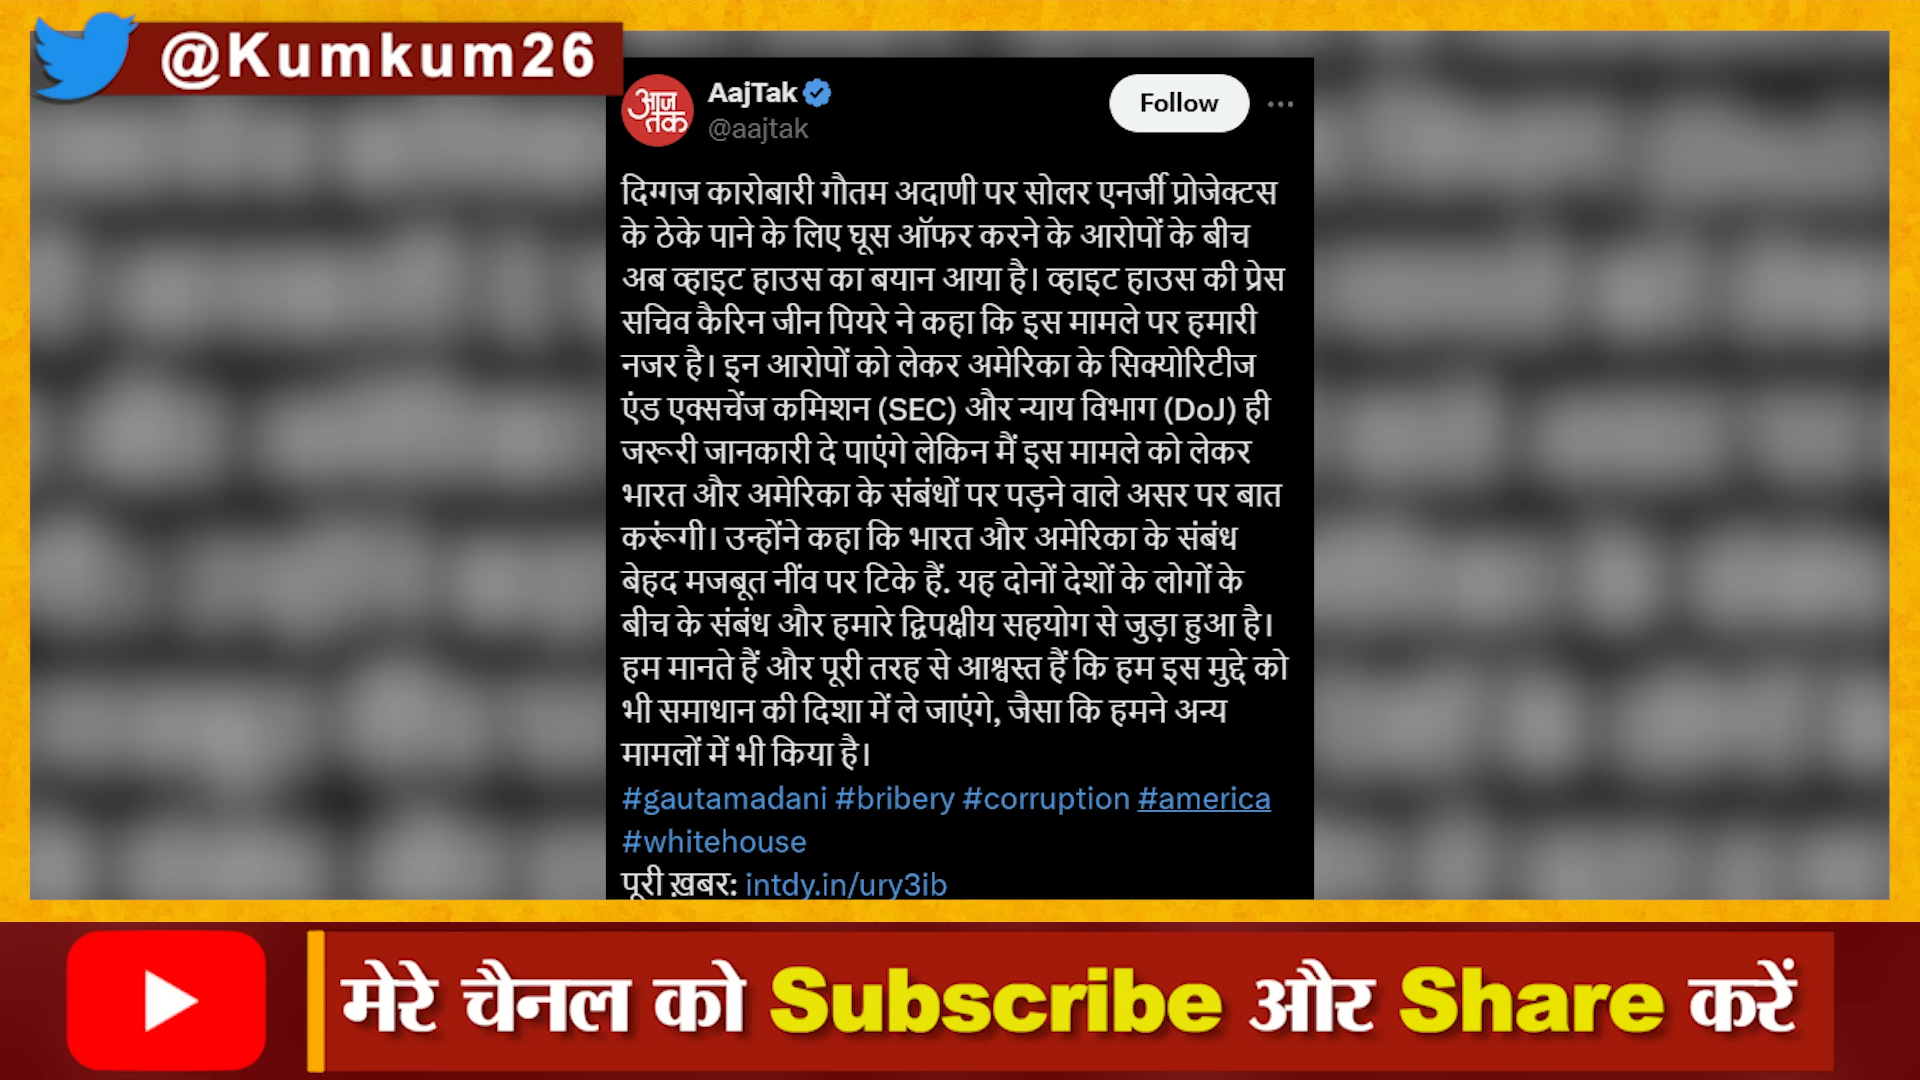 @Kumkum26
आज तक
AajTak
Follow
@aajtak
दिग्गज कारोबारी गौतम अदाणी पर सोलर एनर्जी प्रोजेक्टस
के ठेके पाने के लिए घूस ऑफर करने के आरोपों के बीच
अब व्हाइट हाउस का बयान आया है। व्हाइट हाउस की प्रेस
सचिव कैरिन जीन पियरे ने कहा कि इस मामले पर हमारी
नजर है। इन आरोपों को लेकर अमेरिका के सिक्योरिटीज
एंड एक्सचेंज कमिशन (SEC) और न्याय विभाग (DoJ) ही
जरूरी जानकारी दे पाएंगे लेकिन मैं इस मामले को लेकर
भारत और अमेरिका के संबंधों पर पड़ने वाले असर पर बात
करूंगी। उन्होंने कहा कि भारत और अमेरिका के संबंध
बेहद मजबूत नींव पर टिके हैं. यह दोनों देशों के लोगों के
बीच के संबंध और हमारे द्विपक्षीय सहयोग से जुड़ा हुआ है।
हम मानते हैं और पूरी तरह से आश्वस्त हैं कि हम इस मुद्दे को
भी समाधान की दिशा में ले जाएंगे, जैसा कि हमने अन्य
मामलों में भी किया है।
#gautamadani #bribery #corruption #america
#whitehouse
पूरी ख़बर: intdy.in/ury3ib
मेरे चैनल को Subscribe और Share करें